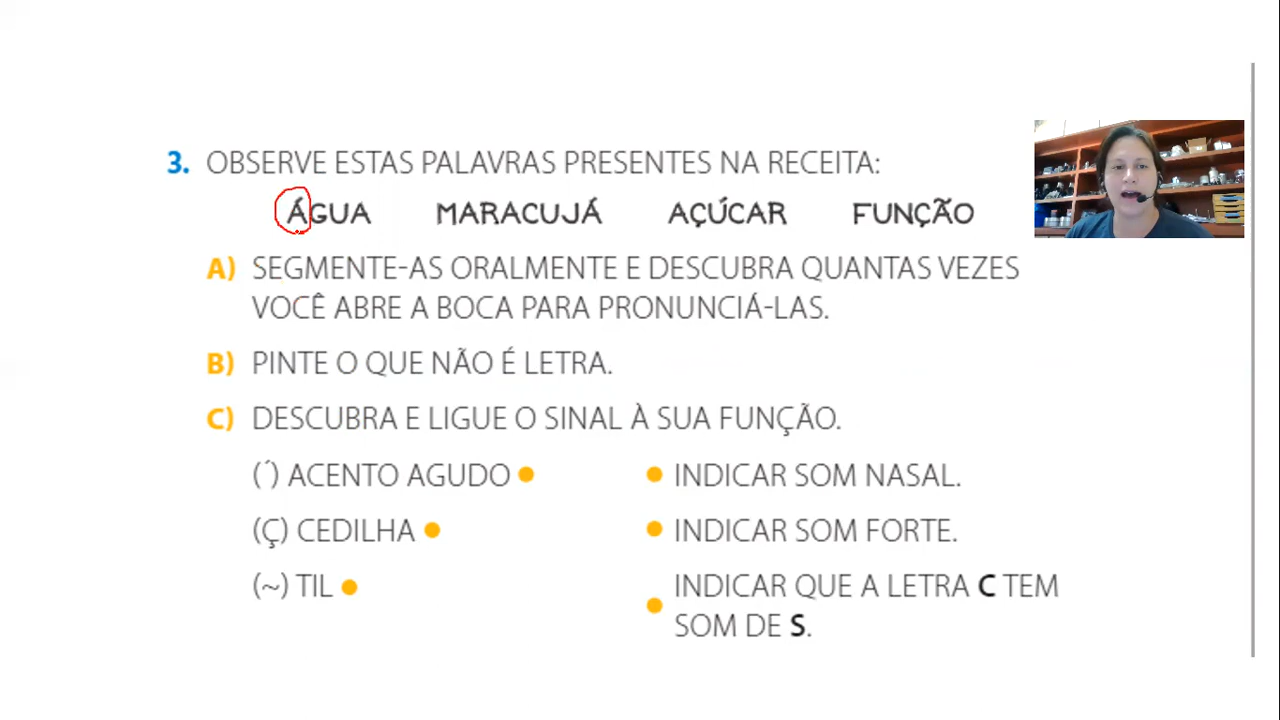 3. OBSERVE ESTAS PALAVRAS PRESENTES NA RECEITA:
ÁGUA MARACUJÁ AÇÚCAR FUNÇÃO
A) SEGMENTE-AS ORALMENTE E DESCUBRA QUANTAS VEZES
VOCÊ ABRE A BOCA PARA PRONUNCIÁ-LAS.
B) PINTE O QUE NÃO É LETRA.
C) DESCUBRA E LIGUE O SINAL À SUA FUNÇÃO.
(´) ACENTO AGUDO • • INDICAR SOM NASAL.
(Ç) CEDILHA • • INDICAR SOM FORTE.
(~) TIL • • INDICAR QUE A LETRA C TEM
SOM DE S.